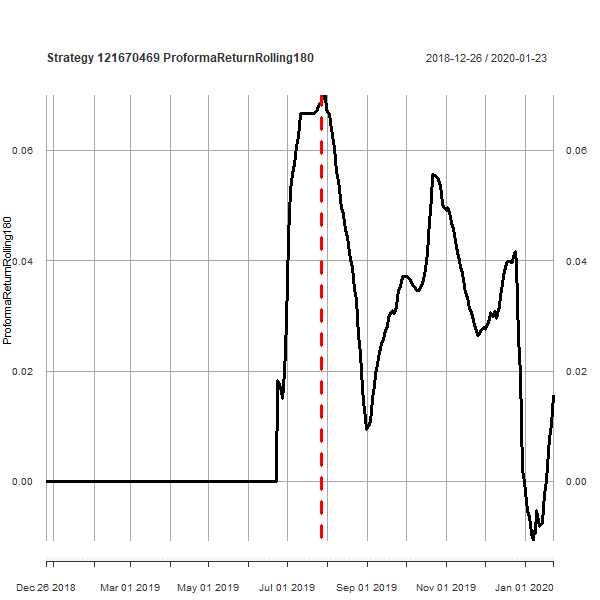 Strategy 121670469 ProformaReturnRolling180
2018-12-26 / 2020-01-23
ProformaReturnRolling180
0.06
0.04
0.02
0.00
0.06
0.04
0.02
0.00
Dec 26 2018
Mar 01 2019
May 01 2019
Jul 01 2019
Sep 01 2019
Nov 01 2019
Jan 01 2020